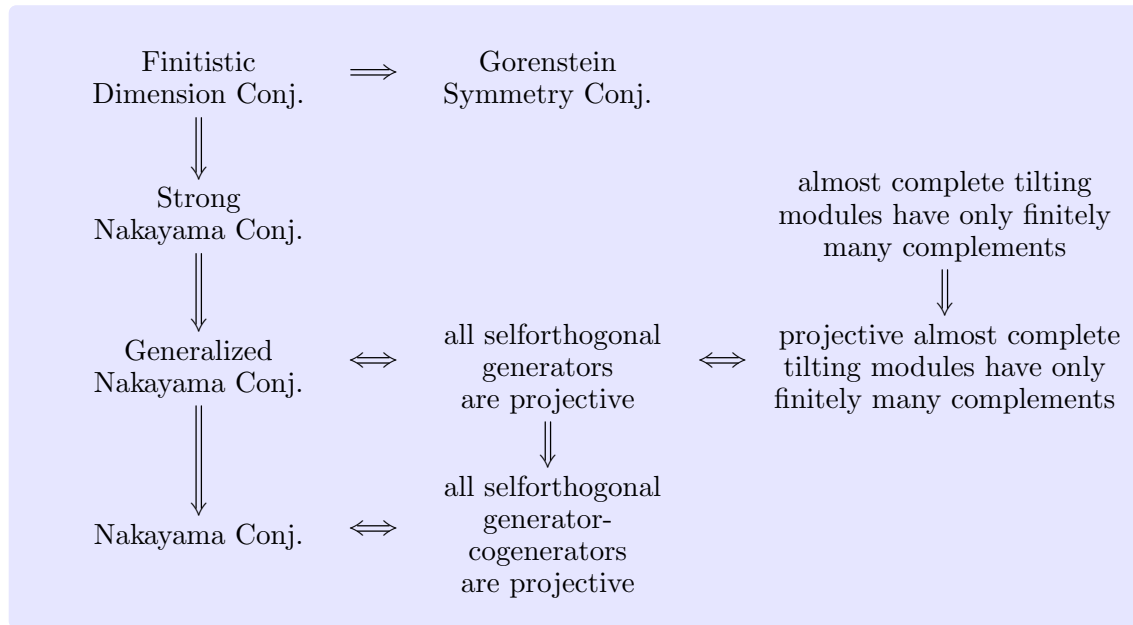 Finitistic
Dimension Conj.
⟹
Gorenstein
Symmetry Conj.
⇓
Strong
Nakayama Conj.
almost complete tilting
modules have only finitely
many complements
⇓
⇓
Generalized
Nakayama Conj.
⟺
all selforthogonal
generators
are projective
⟺
projective almost complete
tilting modules have only
finitely many complements
⇓
⇓
Nakayama Conj.
⟺
all selforthogonal
generator-
cogenerators
are projective